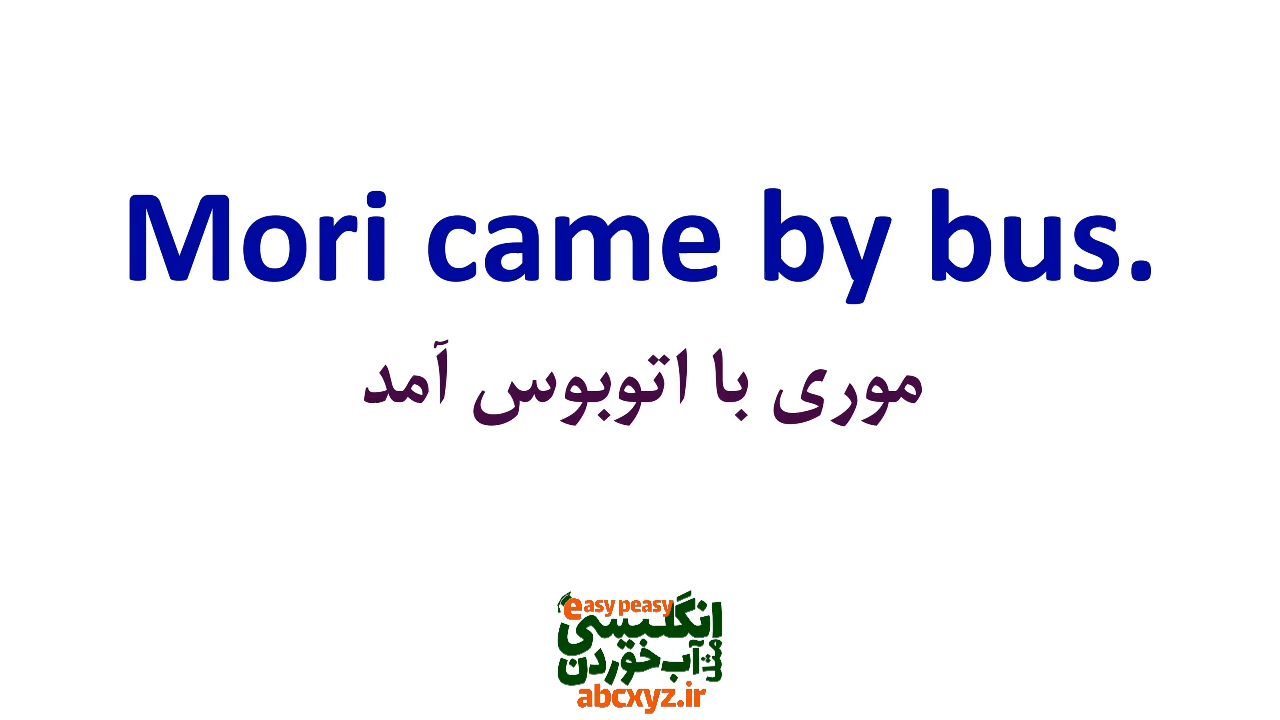 Mori came by bus.
موری با اتوبوس آمد
easy peasy
انگلیسی
مثل آب خوردن
abcxyz.ir